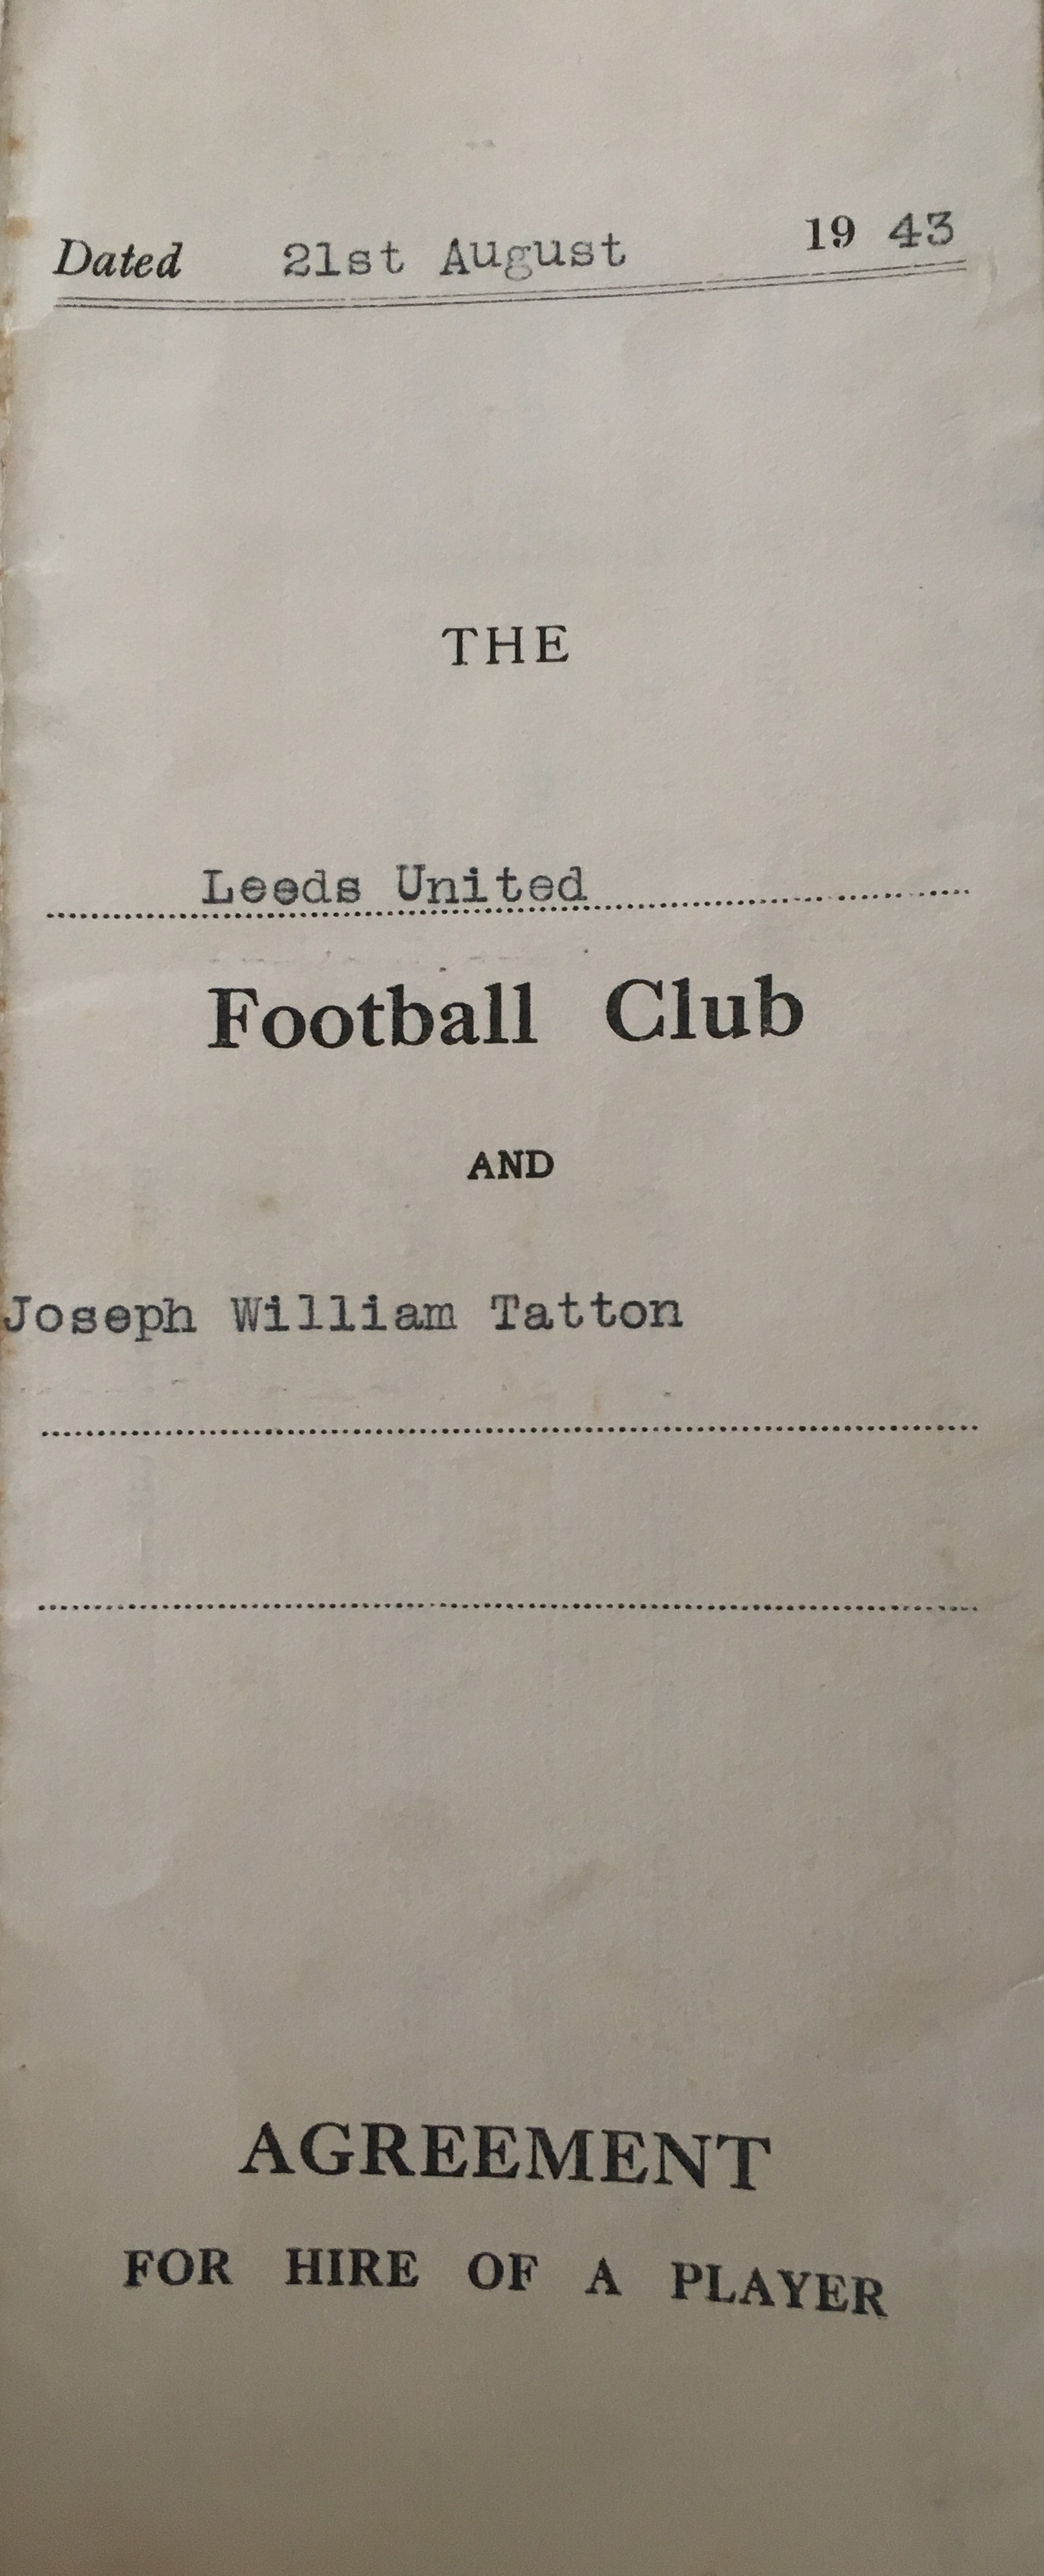 Dated 21st August 19 43
THE
Leeds United
Football Club
AND
Joseph William Tatton
AGREEMENT
FOR HIRE OF A PLAYER